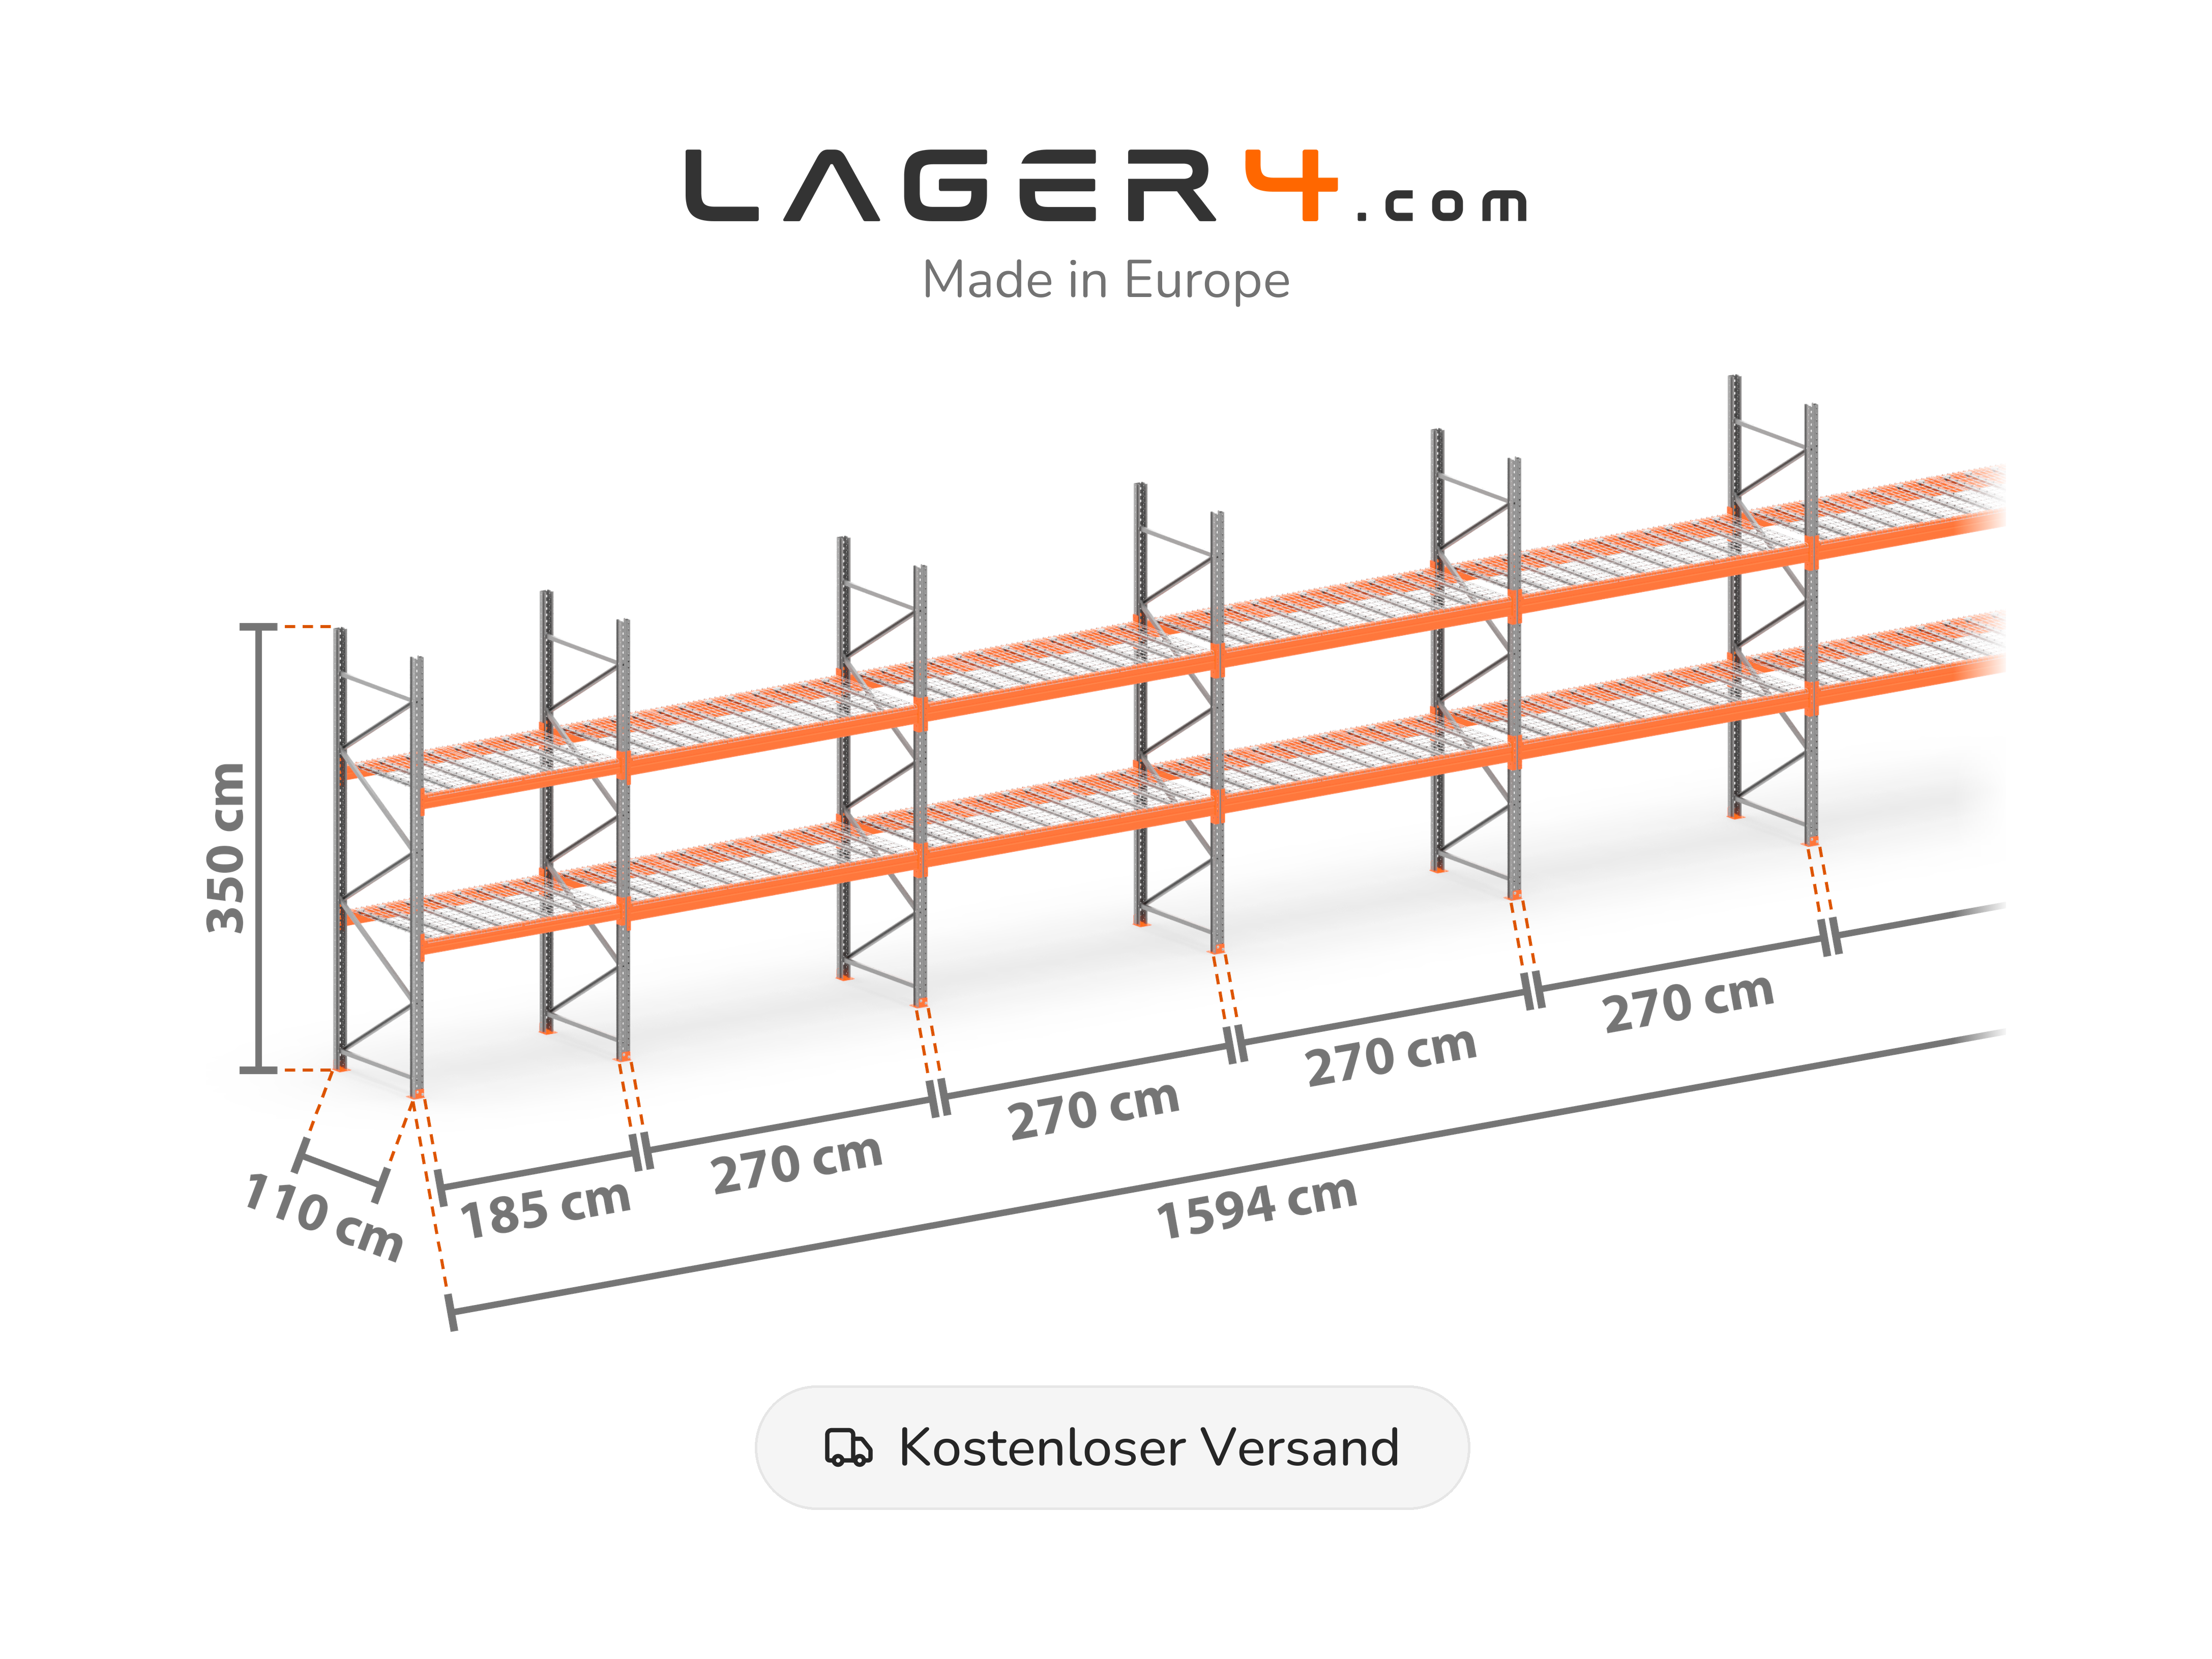 LAGER4.com
Made in Europe
350 cm
110 cm
185 cm
270 cm
270 cm
270 cm
270 cm
1594 cm
Kostenloser Versand